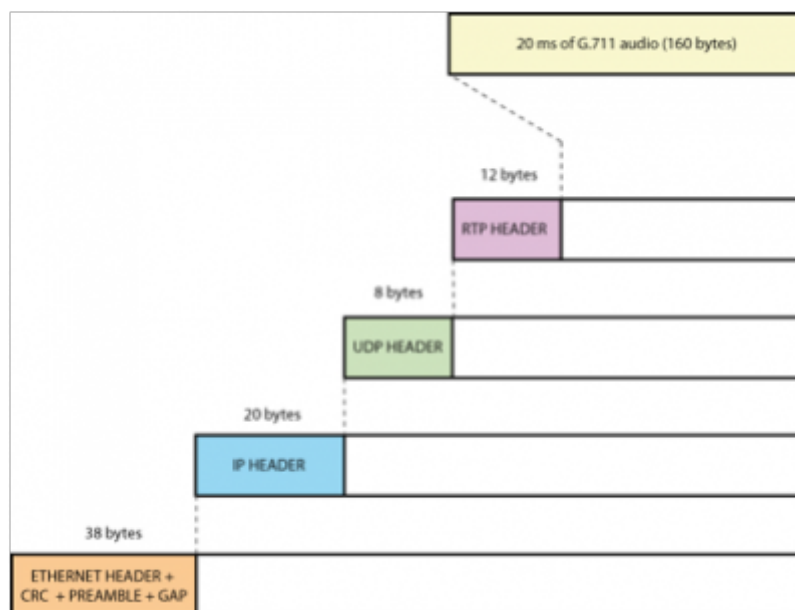 20 ms of G.711 audio (160 bytes)
12 bytes
RTP HEADER
8 bytes
UDP HEADER
20 bytes
IP HEADER
38 bytes
ETHERNET HEADER +
CRC + PREAMBLE + GAP